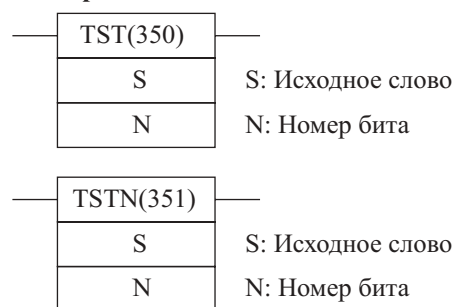 TST(350)
S S: Исходное слово
N N: Номер бита
TSTN(351)
S S: Исходное слово
N N: Номер бита